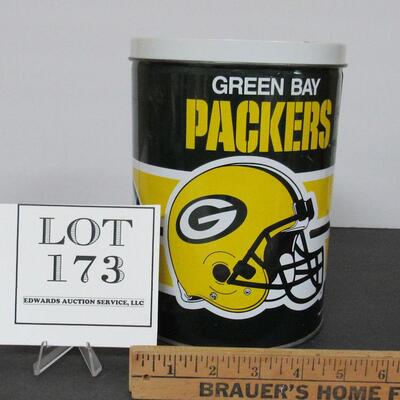 GREEN BAY
PACKERS
G
LOT
173
EDWARDS AUCTION SERVICE, LLC
1 2 3 4 5 6
BRAUER'S HOME F